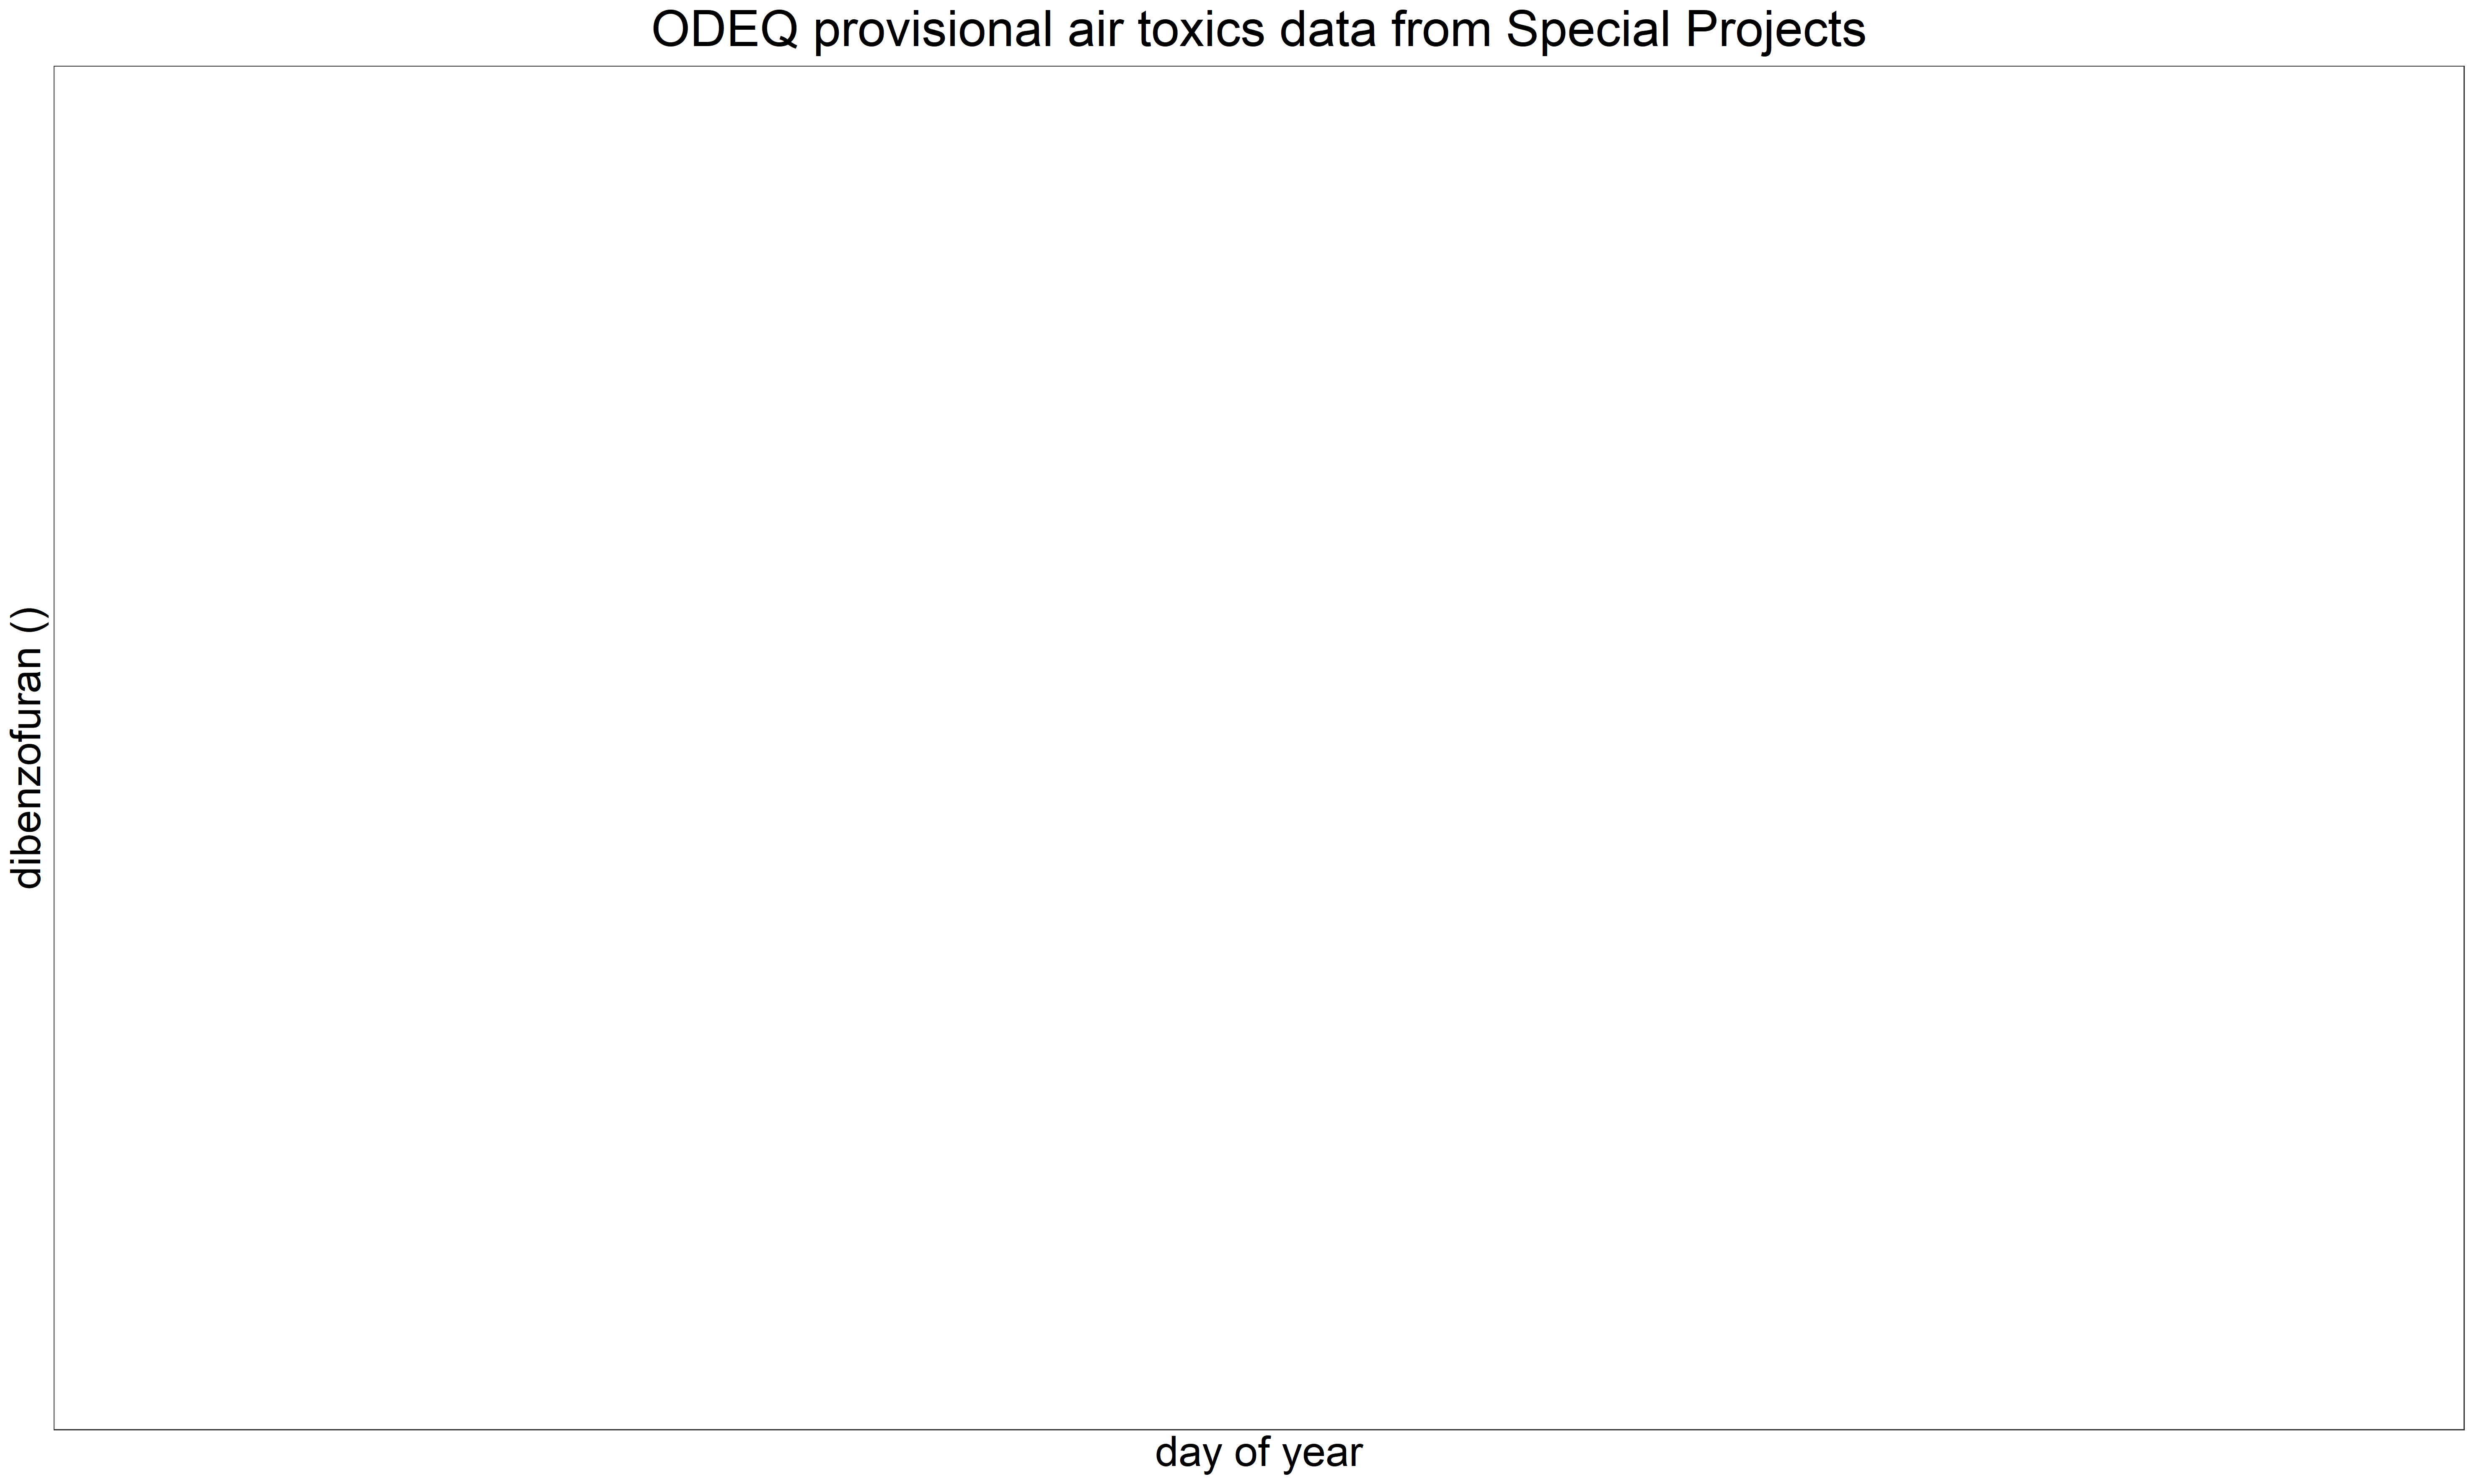 ODEQ provisional air toxics data from Special Projects
dibenzofuran ()
day of year